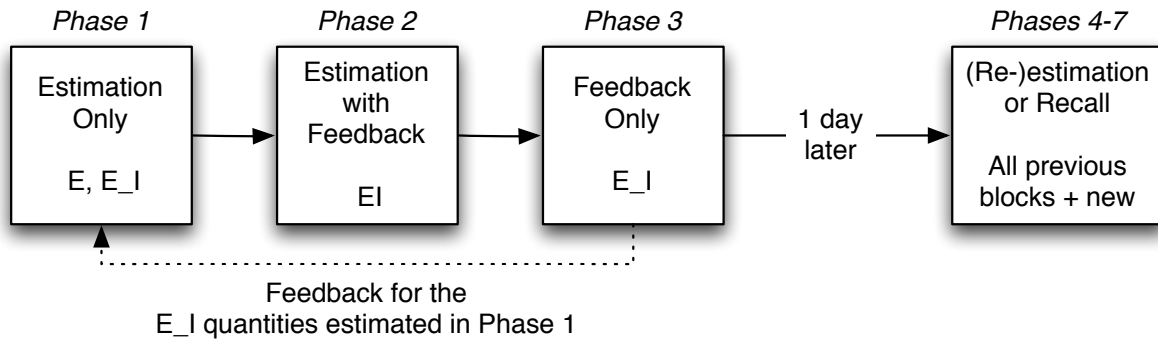 Phase 1
Estimation
Only
E, E_I
Phase 2
Estimation
with
Feedback
EI
Phase 3
Feedback
Only
E_I
1 day
later
Phases 4-7
(Re-)estimation
or Recall
All previous
blocks + new
Feedback for the
E_I quantities estimated in Phase 1